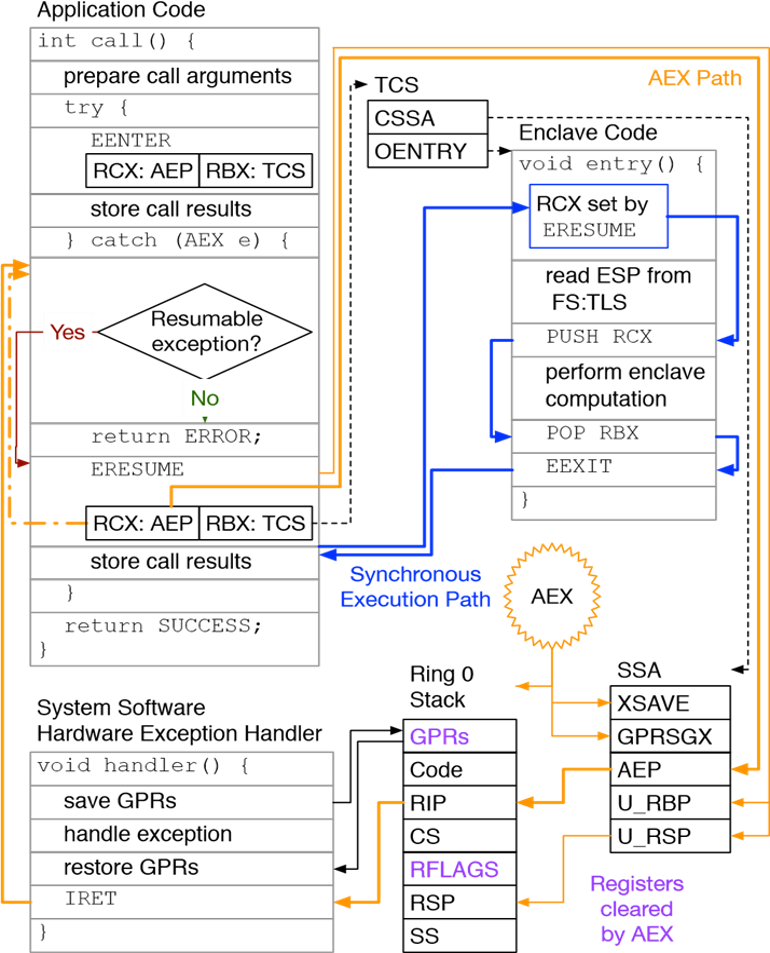 Application Code
int call() {
prepare call arguments
try {
EENTER
RCX: AEP RBX: TCS
store call results
} catch (AEX e) {
Resumable
exception?
Yes
No
return ERROR;
ERESUME
RCX: AEP RBX: TCS
store call results
}
return SUCCESS;
}
AEX Path
TCS
CSSA
OENTRY
Enclave Code
void entry() {
RCX set by
ERESUME
read ESP from
FS:TLS
PUSH RCX
perform enclave
computation
POP RBX
EEXIT
}
Synchronous
Execution Path
AEX
System Software
Hardware Exception Handler
void handler() {
save GPRs
handle exception
restore GPRs
IRET
}
Ring 0
Stack
GPRs
Code
RIP
CS
RFLAGS
RSP
SS
SSA
XSAVE
GPRSGX
AEP
U_RBP
U_RSP
Registers
cleared
by AEX